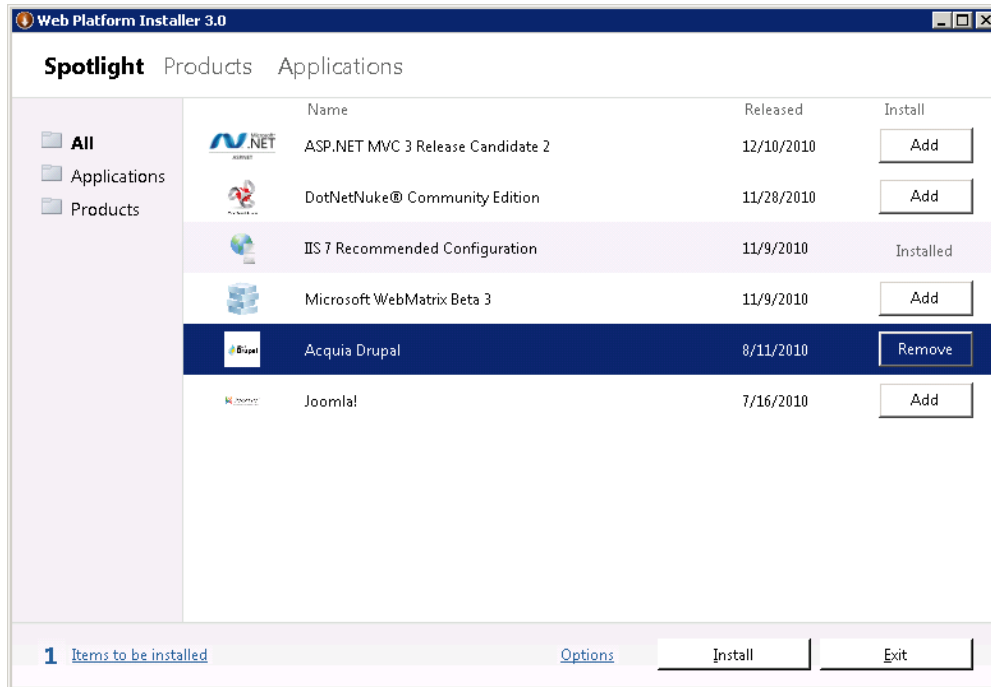 Web Platform Installer 3.0
Spotlight Products Applications
Name Released Install
All
Applications
Products
.NET ASP.NET MVC 3 Release Candidate 2 12/10/2010 Add
DotNetNuke® Community Edition 11/28/2010 Add
IIS 7 Recommended Configuration 11/9/2010 Installed
Microsoft WebMatrix Beta 3 11/9/2010 Add
Drupal Acquia Drupal 8/11/2010 Remove
Joomla! 7/16/2010 Add
1 Items to be installed Options Install Exit